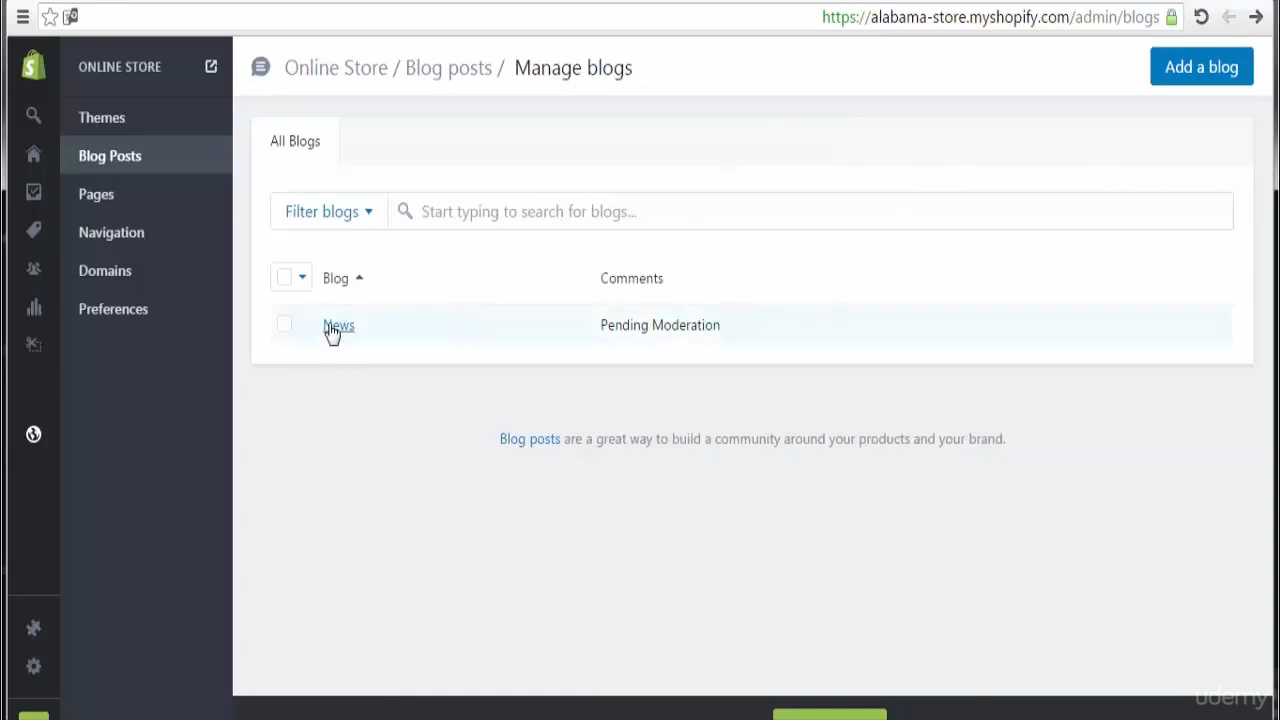 https://alabama-store.myshopify.com/admin/blogs
ONLINE STORE
Online Store / Blog posts / Manage blogs
Add a blog
Themes
Blog Posts
Pages
Navigation
Domains
Preferences
All Blogs
Filter blogs
Start typing to search for blogs...
Blog
Comments
News
Pending Moderation
Blog posts are a great way to build a community around your products and your brand.
udemy